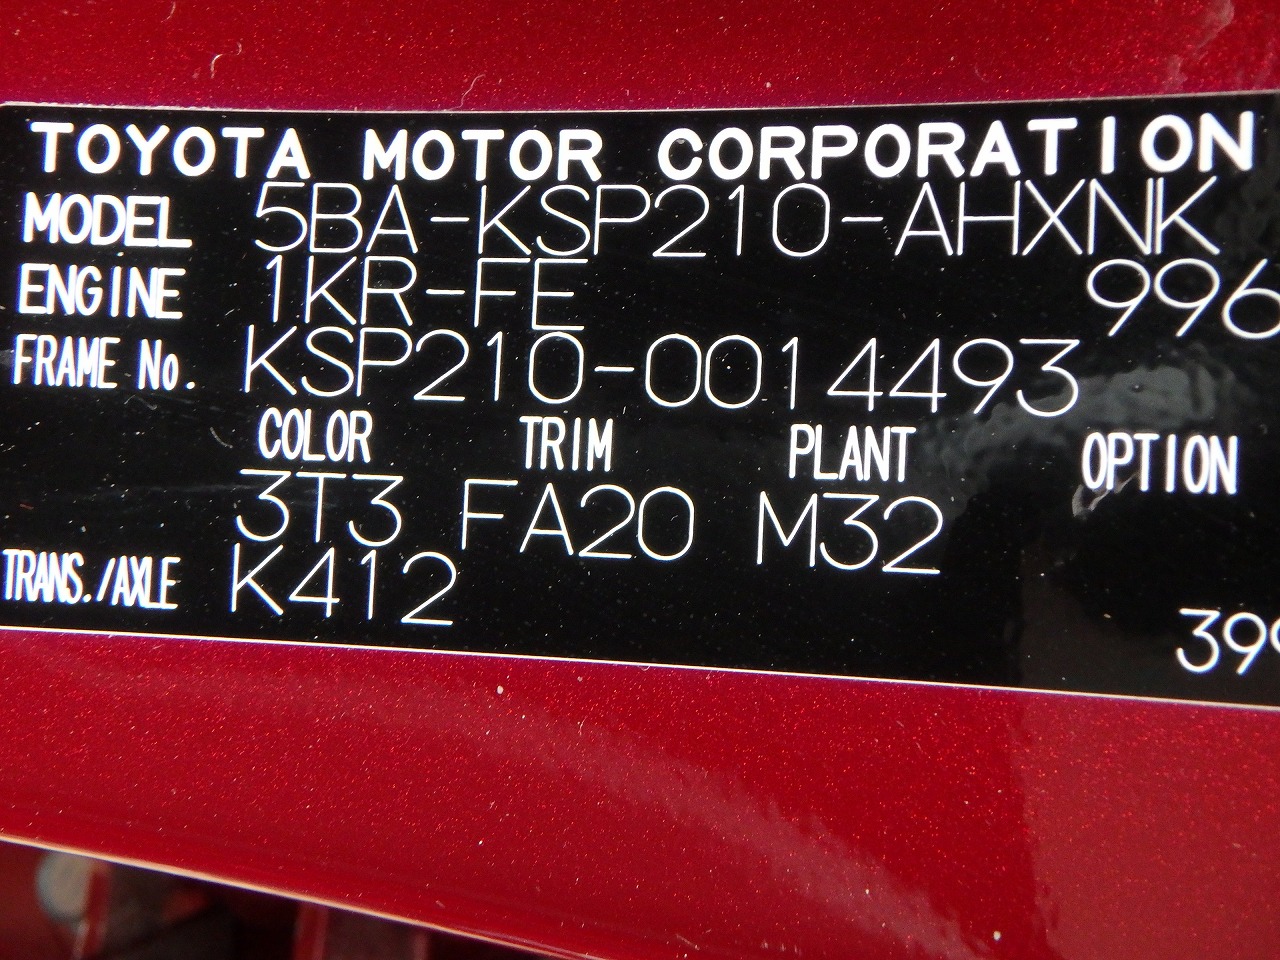 TOYOTA MOTOR CORPORATION
MODEL 5BA-KSP210-AHXNK
ENGINE 1KR-FE 996
FRAME No. KSP210-0014493
COLOR TRIM PLANT OPTION
3T3 FA20 M32
TRANS./AXLE K412
399